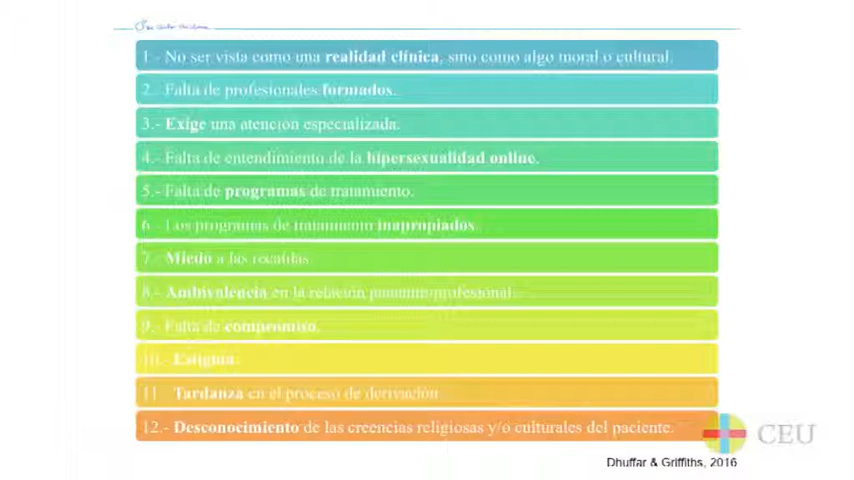 1.- No ser vista como una realidad clínica, sino como algo moral o cultural.
2. Falta de profesionales formados.
3.- Exige una atención especializada.
4.- Falta de entendimiento de la hipersexualidad online.
5.- Falta de programas de tratamiento.
6.- Los programas de tratamiento inapropiados
7.- Miedo a las recaídas
8.- Ambivalencia en la relación paciente/profesional.
9.- Falta de compromiso.
10.- Estigma.
11 Tardanza en el proceso de derivación
12.- Desconocimiento de las creencias religiosas y/o culturales del paciente.
CEU
Dhuffar & Griffiths, 2016